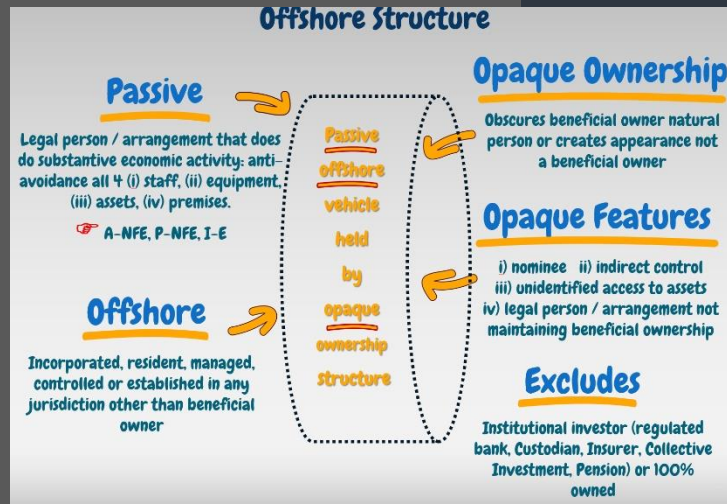 Offshore Structure
Passive
Legal person / arrangement that does
do substantive economic activity: anti-
avoidance all 4 (i) staff, (ii) equipment,
(iii) assets, (iv) premises.
A-NFE, P-NFE, I-E
Offshore
Incorporated, resident, managed,
controlled or established in any
jurisdiction other than beneficial
owner
Passive
offshore
vehicle
held
by
opaque
ownership
structure
Opaque Ownership
Obscures beneficial owner natural
person or creates appearance not
a beneficial owner
Opaque Features
i) nominee ii) indirect control
iii) unidentified access to assets
iv) legal person / arrangement not
maintaining beneficial ownership
Excludes
Institutional investor (regulated
bank, Custodian, Insurer, Collective
Investment, Pension) or 100%
owned